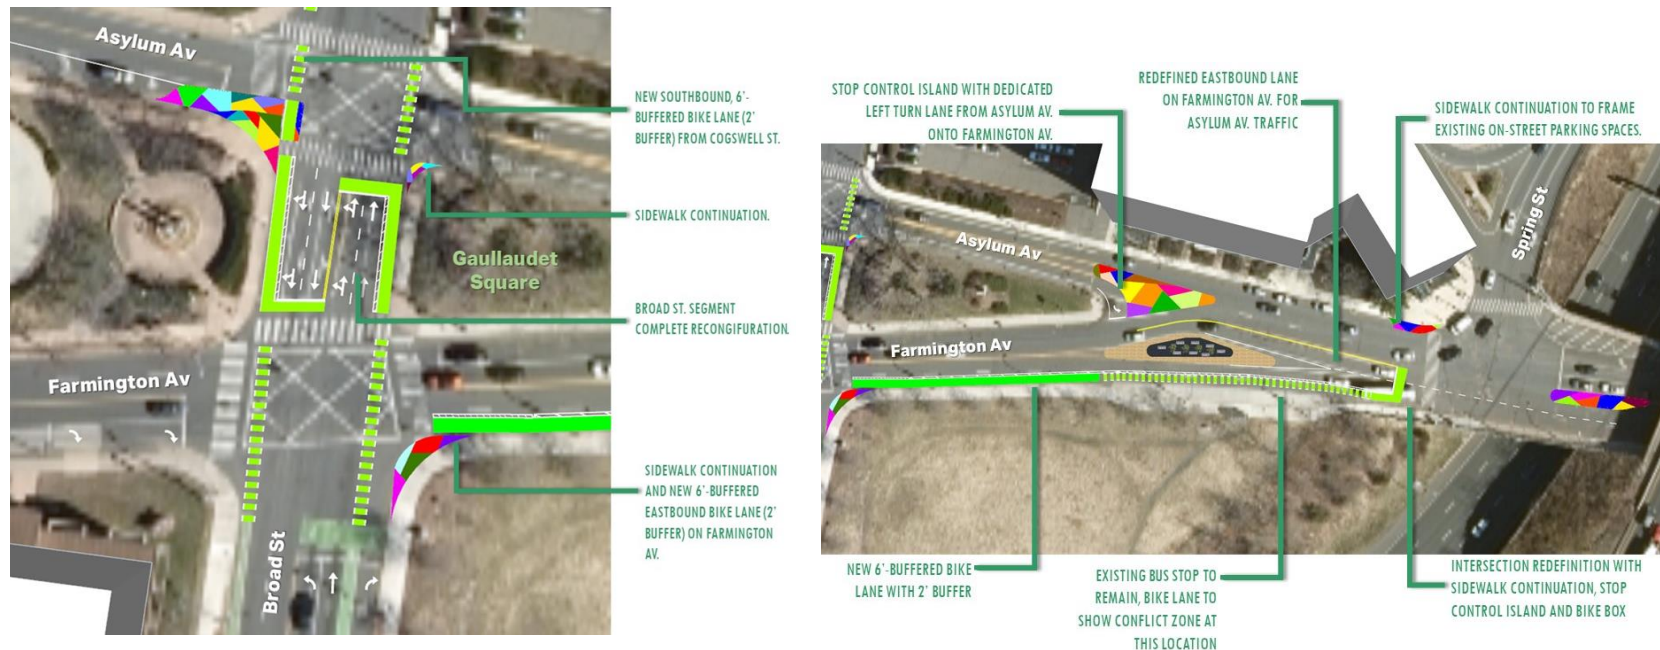 Asylum Av
NEW SOUTHBOUND, 6'-
BUFFERED BIKE LANE (2'
BUFFER) FROM COGSWELL ST.
SIDEWALK CONTINUATION.
Gaullaudet
Square
BROAD ST. SEGMENT
COMPLETE RECONGIFURATION.
Farmington Av
SIDEWALK CONTINUATION
AND NEW 6'-BUFFERED
EASTBOUND BIKE LANE (2'
BUFFER) ON FARMINGTON
AV.
Broad St
STOP CONTROL ISLAND WITH DEDICATED
LEFT TURN LANE FROM ASYLUM AV.
ONTO FARMINGTON AV.
REDEFINED EASTBOUND LANE
ON FARMINGTON AV. FOR
ASYLUM AV. TRAFFIC
SIDEWALK CONTINUATION TO FRAME
EXISTING ON-STREET PARKING SPACES.
Asylum Av
Spring St
Farmington Av
NEW 6'-BUFFERED BIKE
LANE WITH 2' BUFFER
EXISTING BUS STOP TO
REMAIN, BIKE LANE TO
SHOW CONFLICT ZONE AT
THIS LOCATION
INTERSECTION REDEFINITION WITH
SIDEWALK CONTINUATION, STOP
CONTROL ISLAND AND BIKE BOX